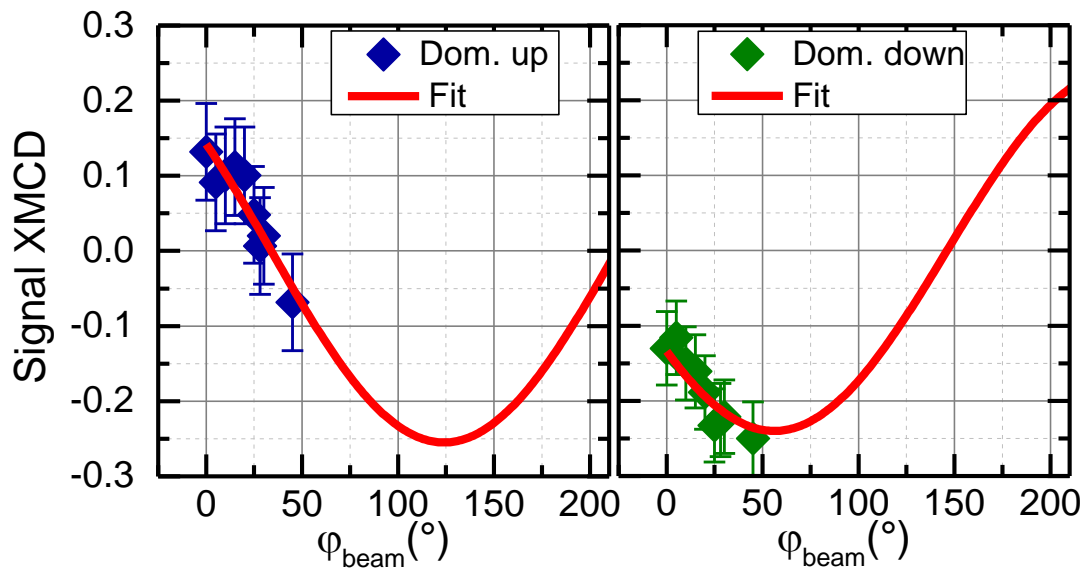 Signal XMCD
0.3
0.2
0.1
0.0
-0.1
-0.2
-0.3
Dom. up
Fit
0 50 100 150 200
φbeam(°)
Dom. down
Fit
0 50 100 150 200
φbeam(°)